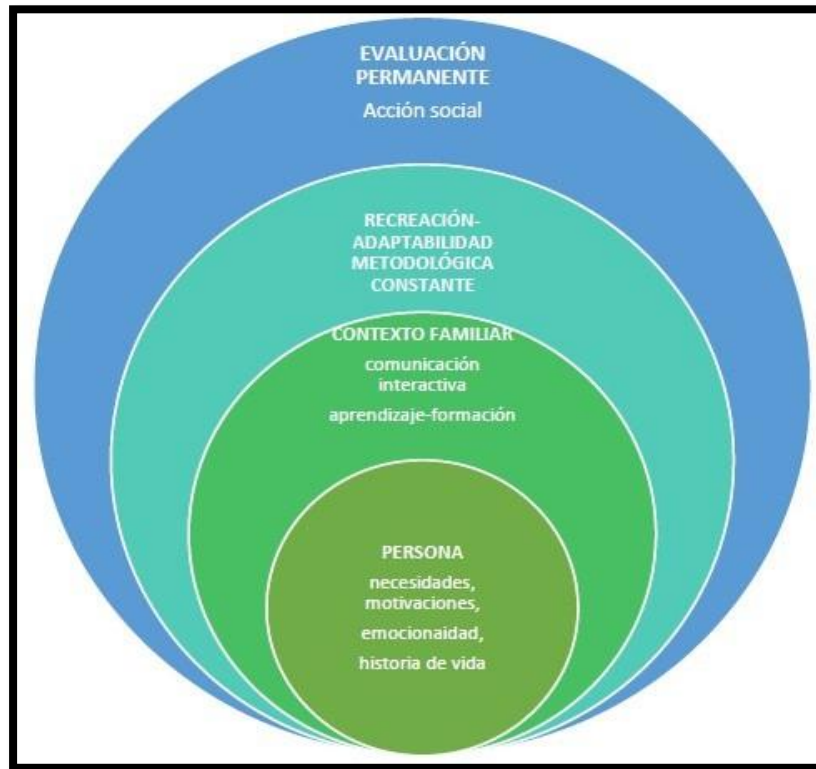 EVALUACIÓN
PERMANENTE
Acción social
RECREACIÓN-
ADAPTABILIDAD
METODOLÓGICA
CONSTANTE
CONTEXTO FAMILIAR
comunicación
interactiva
aprendizaje-formación
PERSONA
necesidades,
motivaciones,
emocionaidad,
historia de vida